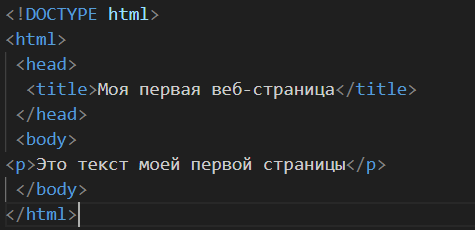 <!DOCTYPE html>
<html>
<head>
<title>Моя первая веб-страница</title>
</head>
<body>
<p>Это текст моей первой страницы</p>
</body>
</html>